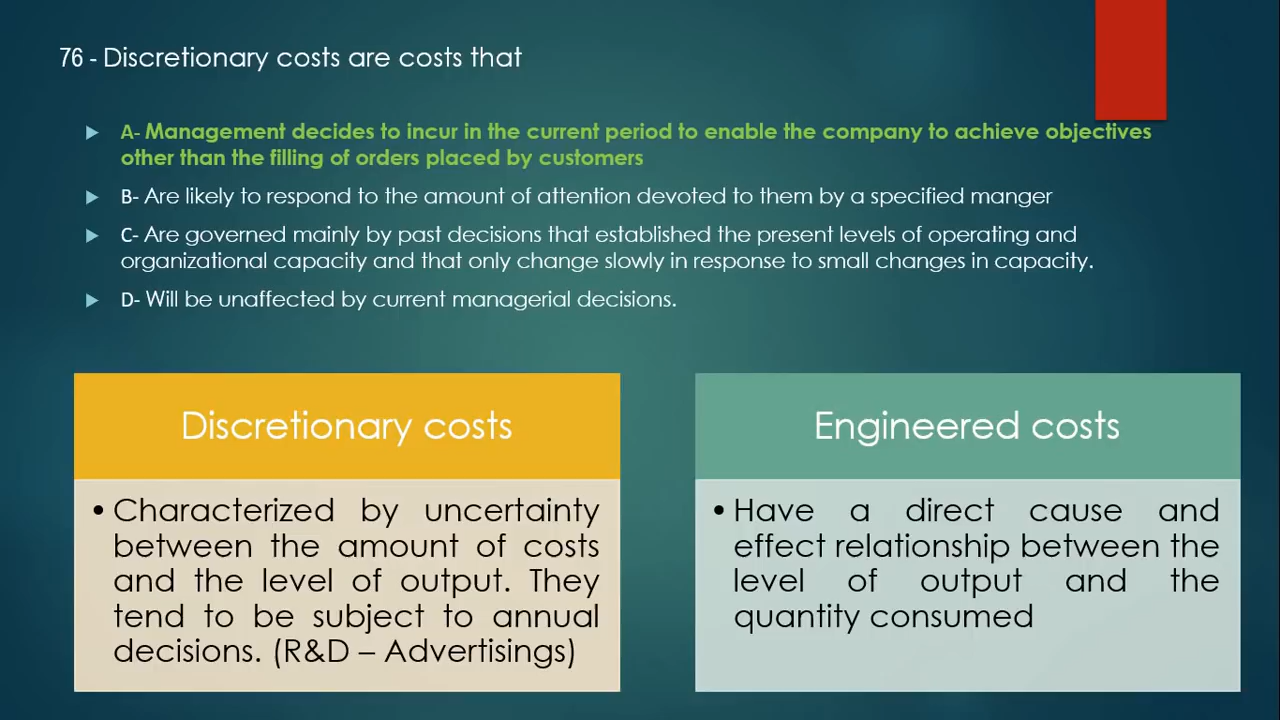 76 - Discretionary costs are costs that
A- Management decides to incur in the current period to enable the company to achieve objectives
other than the filling of orders placed by customers
B- Are likely to respond to the amount of attention devoted to them by a specified manger
C- Are governed mainly by past decisions that established the present levels of operating and
organizational capacity and that only change slowly in response to small changes in capacity.
D- Will be unaffected by current managerial decisions.
Discretionary costs
• Characterized by uncertainty
between the amount of costs
and the level of output. They
tend to be subject to annual
decisions. (R&D – Advertisings)
Engineered costs
• Have a direct cause and
effect relationship between the
level of output and the
quantity consumed